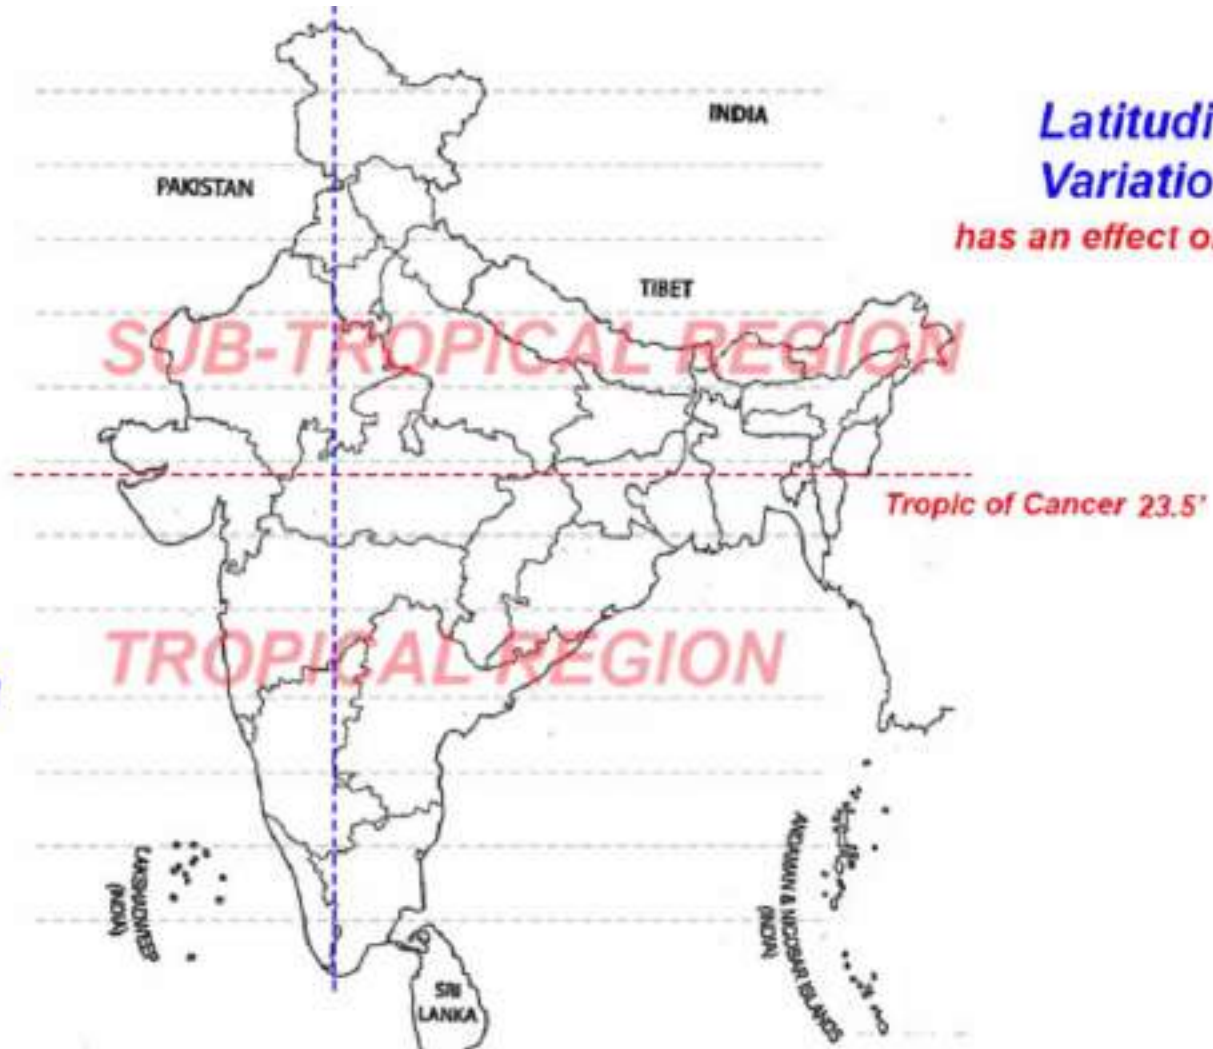 INDIA
Latitudi
Variatio
PAKISTAN
has an effect o
TIBET
SUB-TROPICAL REGION
Tropic of Cancer 23.5'
TROPICAL REGION
LAKSHADWEEP
(INDIA)
ANDAMAN & NICOBAR ISLANDS
(INDIA)
SRI
LANKA